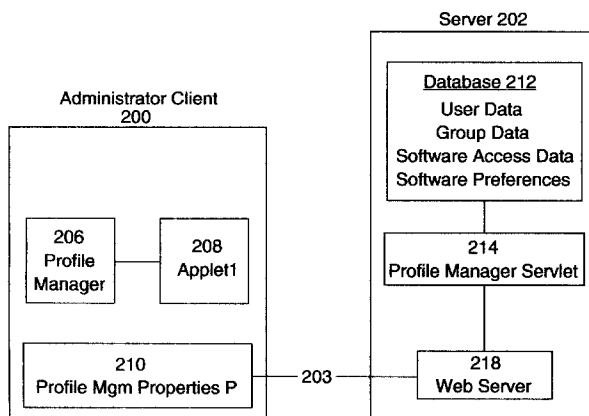 Server 202
Database 212
User Data
Group Data
Software Access Data
Software Preferences
Administrator Client
200
206
Profile
Manager
208
Applet1
214
Profile Manager Servlet
210
Profile Mgm Properties P
203
218
Web Server